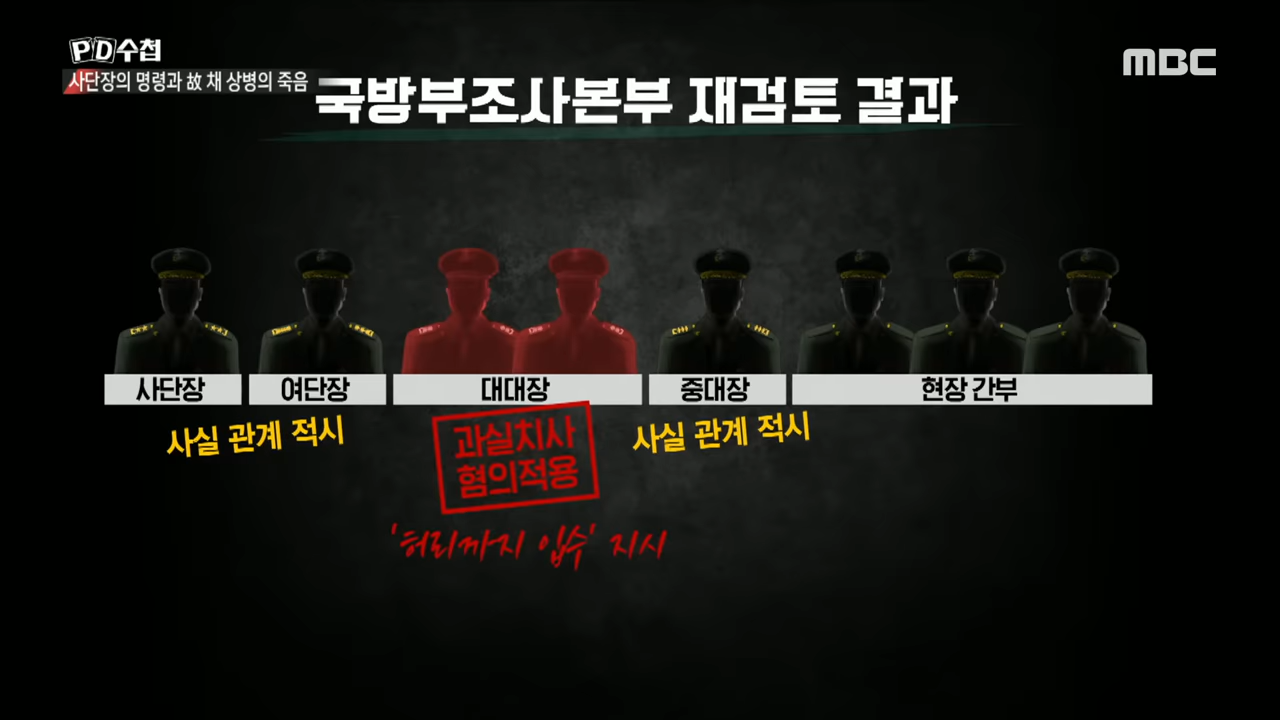 PD수첩
MBC
사단장의 명령과 故 채 상병의 죽음
국방부조사본부 재검토 결과
사단장
여단장
대대장
중대장
현장 간부
사실 관계 적시
과실치사
혐의적용
사실 관계 적시
'허리까지 입수' 지시